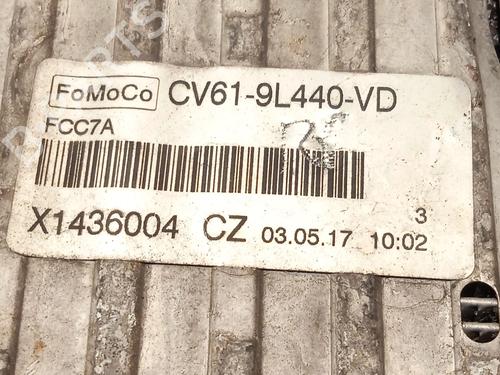 FoMoCo CV61-9L440-VD
FCC7A
X1436004 CZ 03.05.17 10:02
3